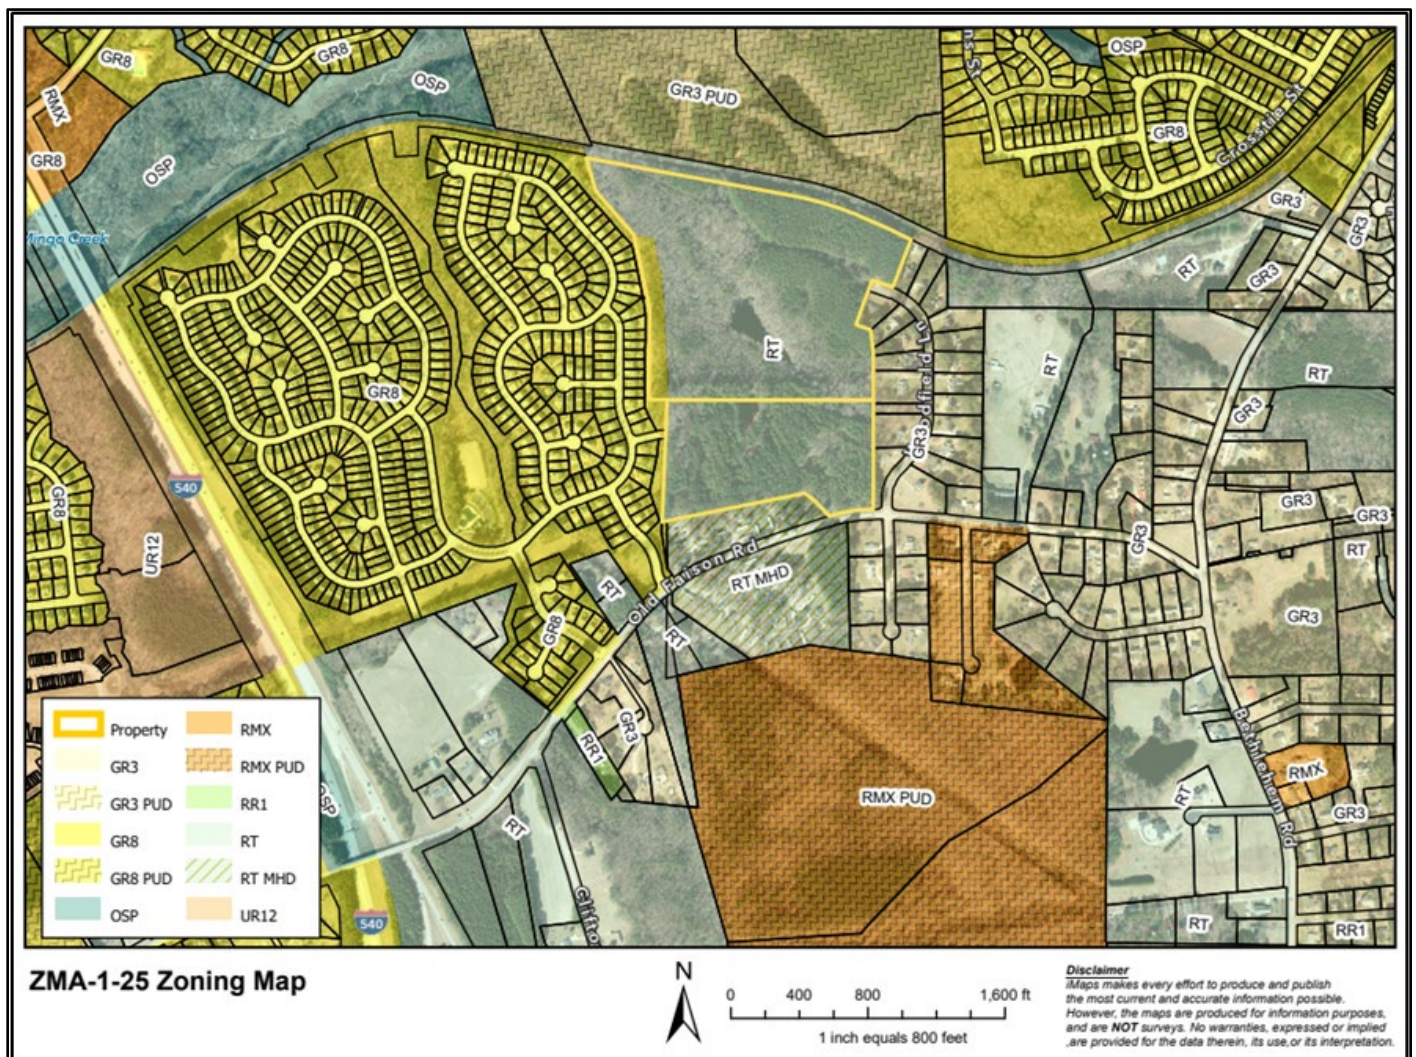 GR8
GR8
OSP
OSP
RMX
GR8
OSP
GR3 PUD
GR8
Crosstie St
GR3
GR3
GR3
RT
RT
RT
RT
GR3
GR3
GR8
540
GR8
UR12
GR3
GR3
GR3
RT
GR3
Old Faison Rd
RT MHD
RT
RT
GR8
GR3
RR1
RMX PUD
RT
RMX
GR3
Bethlehem Rd
RT
RT
RR1
540
OSP
Property
GR3
GR3 PUD
GR8
GR8 PUD
OSP
RMX
RMX PUD
RR1
RT
RT MHD
UR12
ZMA-1-25 Zoning Map
N
0 400 800 1,600 ft
1 inch equals 800 feet
Disclaimer
iMaps makes every effort to produce and publish
the most current and accurate information possible.
However, the maps are produced for information purposes,
and are NOT surveys. No warranties, expressed or implied
,are provided for the data therein, its use,or its interpretation.